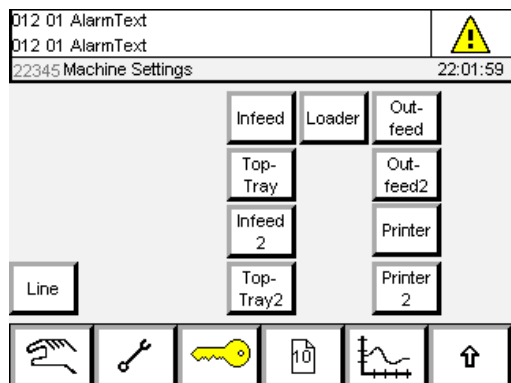 012 01 AlarmText
012 01 AlarmText
22345 Machine Settings 22:01:59
Infeed Loader Out-
feed
Top-
Tray
Out-
feed2
Infeed
2
Printer
Line
Top-
Tray2
Printer
2
10